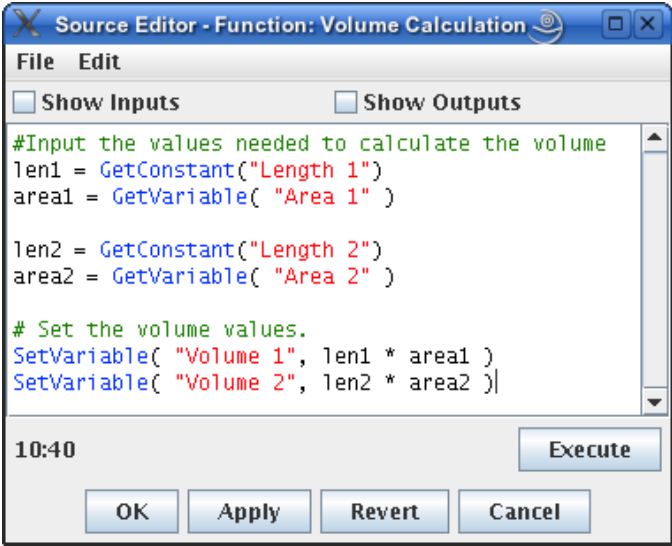 Source Editor - Function: Volume Calculation
File Edit
Show Inputs Show Outputs
#Input the values needed to calculate the volume
len1 = GetConstant("Length 1")
area1 = GetVariable( "Area 1" )
len2 = GetConstant("Length 2")
area2 = GetVariable( "Area 2" )
# Set the volume values.
SetVariable( "Volume 1", len1 * area1 )
SetVariable( "Volume 2", len2 * area2 )
10:40 Execute
OK Apply Revert Cancel